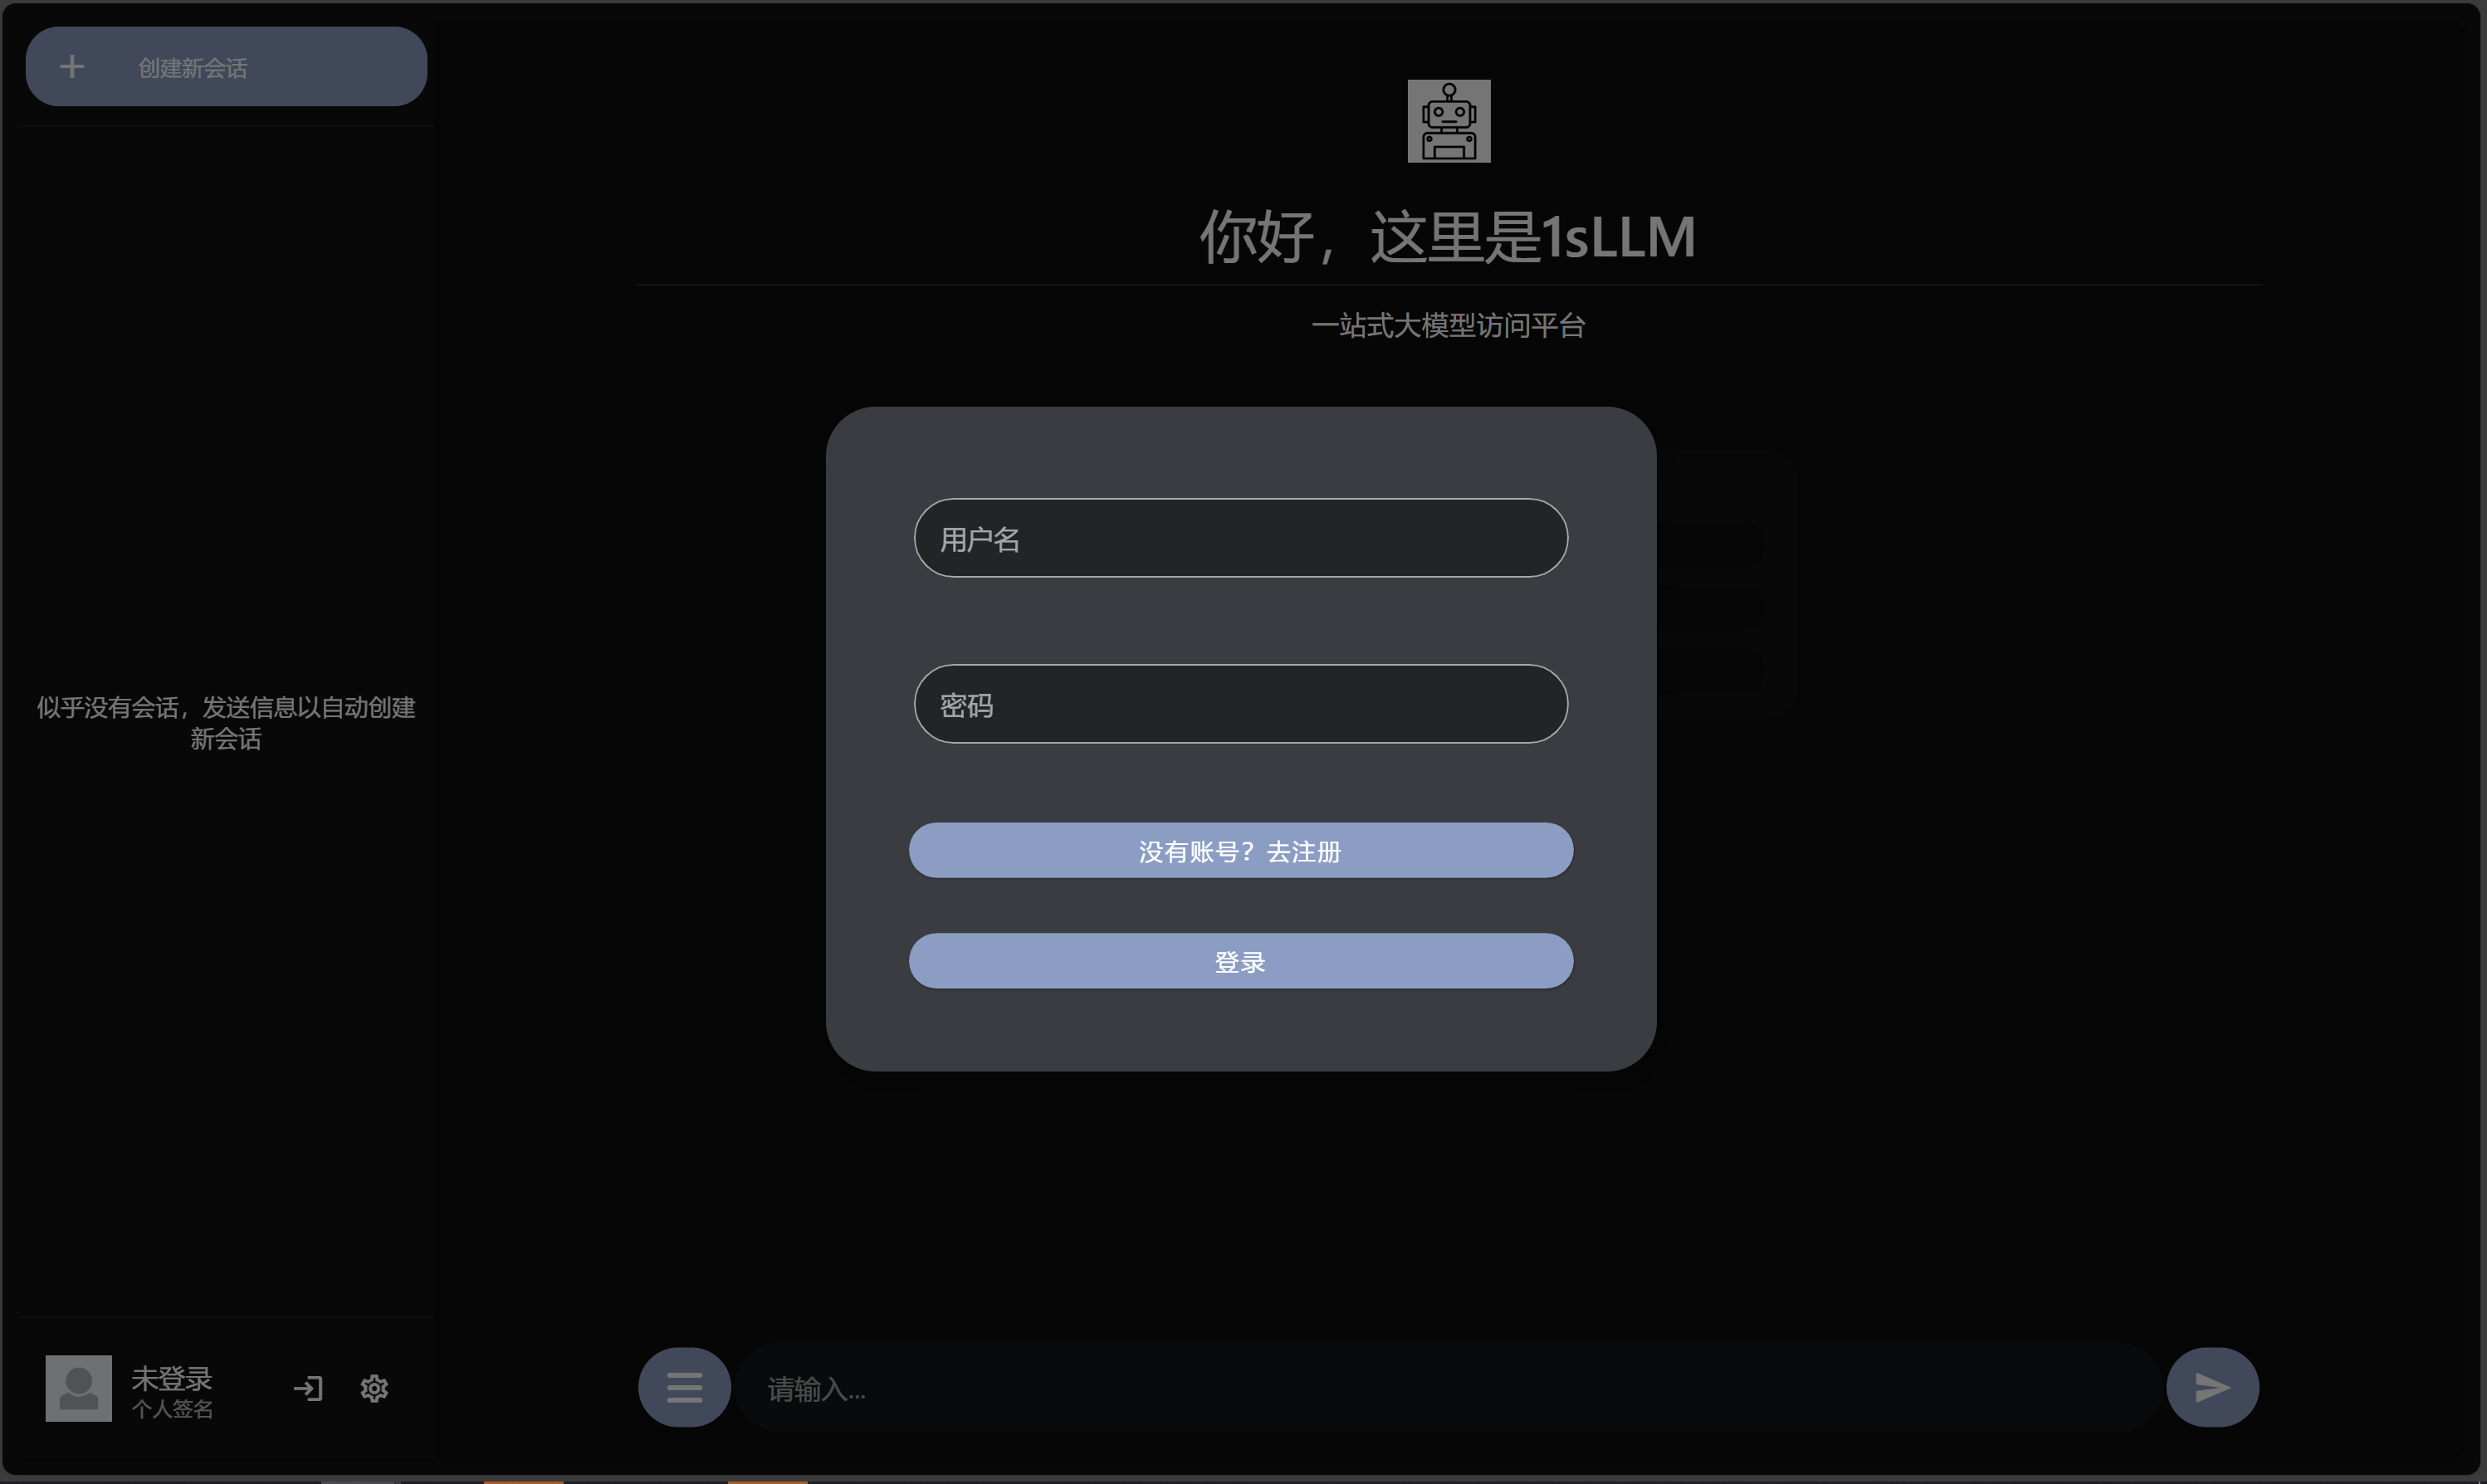 创建新会话
你好，这里是1sLLM
一站式大模型访问平台
用户名
密码
没有账号？去注册
登录
似乎没有会话，发送信息以自动创建
新会话
未登录
个人签名
请输入...